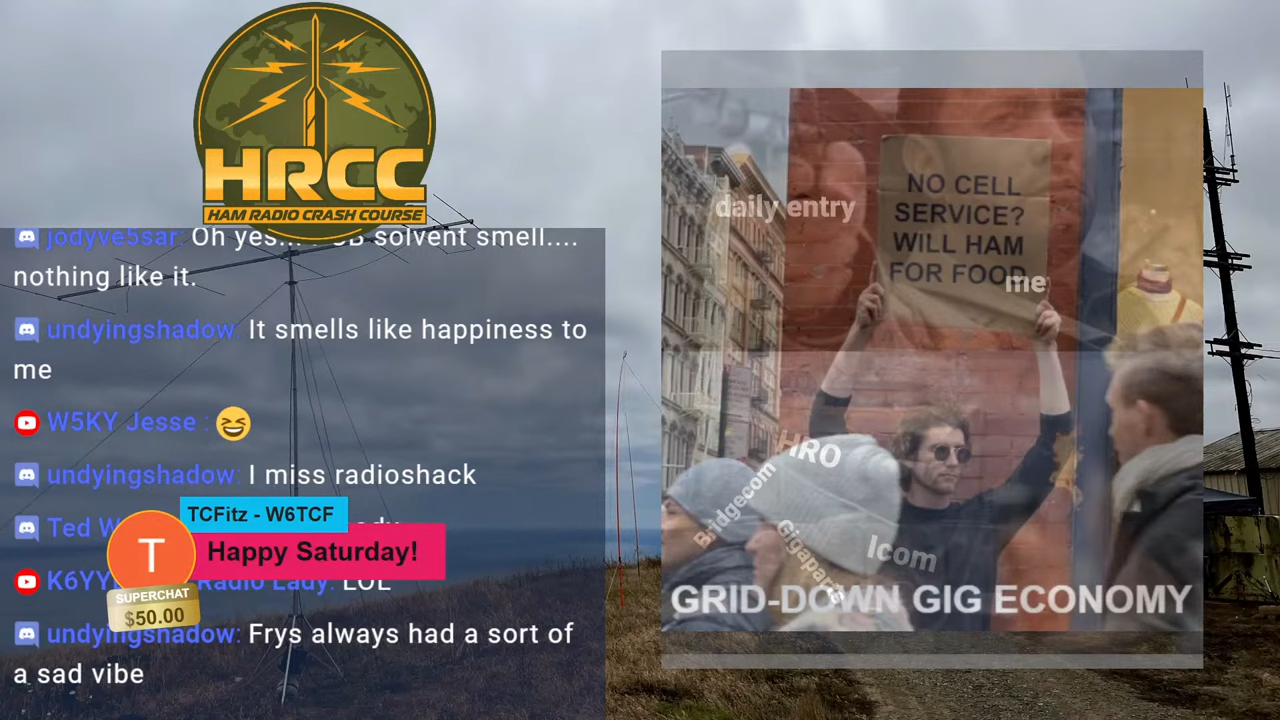 HRCC
HAM RADIO CRASH COURSE
jodyve5sar: Oh yes... solvent smell....
nothing like it.
undyingshadow: It smells like happiness to
me
W5KY Jesse :
undyingshadow: I miss radioshack
Ted
TCFitz - W6TCF
T
Happy Saturday!
Radio Lady: LOL
SUPERCHAT
$50.00
undyingshadow: Frys always had a sort of
a sad vibe
daily entry
NO CELL
SERVICE?
WILL HAM
FOR FOOD
me
HRO
Bridgecom
Gigaparts
Icom
GRID-DOWN GIG ECONOMY